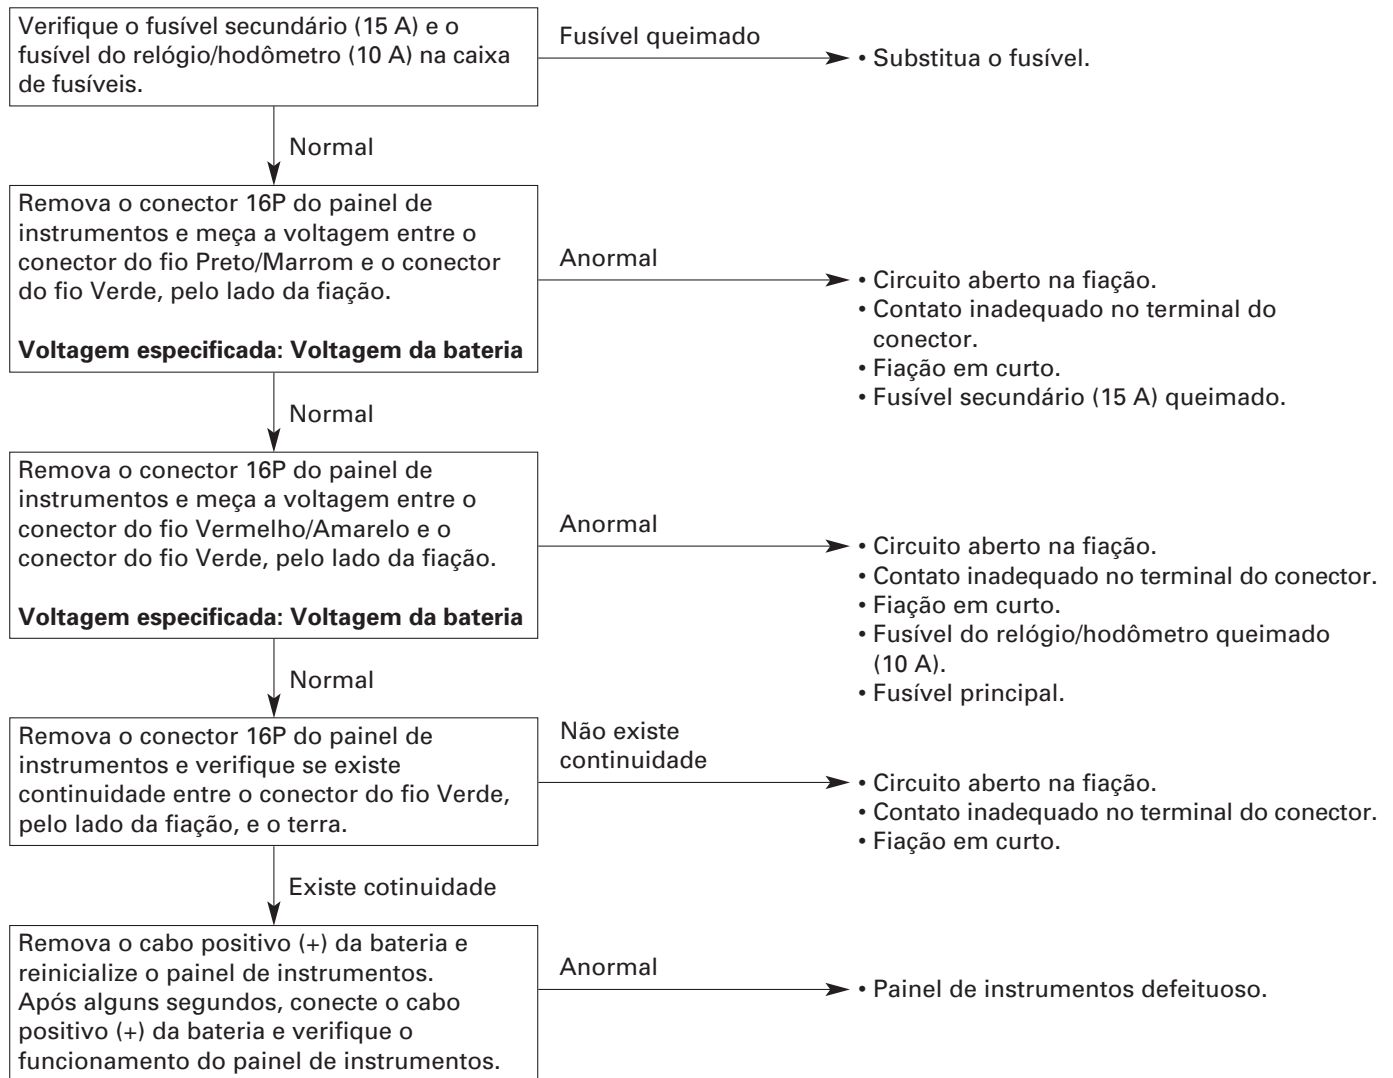 Verifique o fusível secundário (15 A) e o
fusível do relógio/hodômetro (10 A) na caixa
de fusíveis.
Fusível queimado
• Substitua o fusível.
Normal
Remova o conector 16P do painel de
instrumentos e meça a voltagem entre o
conector do fio Preto/Marrom e o conector
do fio Verde, pelo lado da fiação.
Voltagem especificada: Voltagem da bateria
Anormal
• Circuito aberto na fiação.
• Contato inadequado no terminal do
conector.
• Fiação em curto.
• Fusível secundário (15 A) queimado.
Normal
Remova o conector 16P do painel de
instrumentos e meça a voltagem entre o
conector do fio Vermelho/Amarelo e o
conector do fio Verde, pelo lado da fiação.
Voltagem especificada: Voltagem da bateria
Anormal
• Circuito aberto na fiação.
• Contato inadequado no terminal do conector.
• Fiação em curto.
• Fusível do relógio/hodômetro queimado
(10 A).
• Fusível principal.
Normal
Remova o conector 16P do painel de
instrumentos e verifique se existe
continuidade entre o conector do fio Verde,
pelo lado da fiação, e o terra.
Não existe
continuidade
• Circuito aberto na fiação.
• Contato inadequado no terminal do conector.
• Fiação em curto.
Existe cotinuidade
Remova o cabo positivo (+) da bateria e
reinicialize o painel de instrumentos.
Após alguns segundos, conecte o cabo
positivo (+) da bateria e verifique o
funcionamento do painel de instrumentos.
Anormal
• Painel de instrumentos defeituoso.